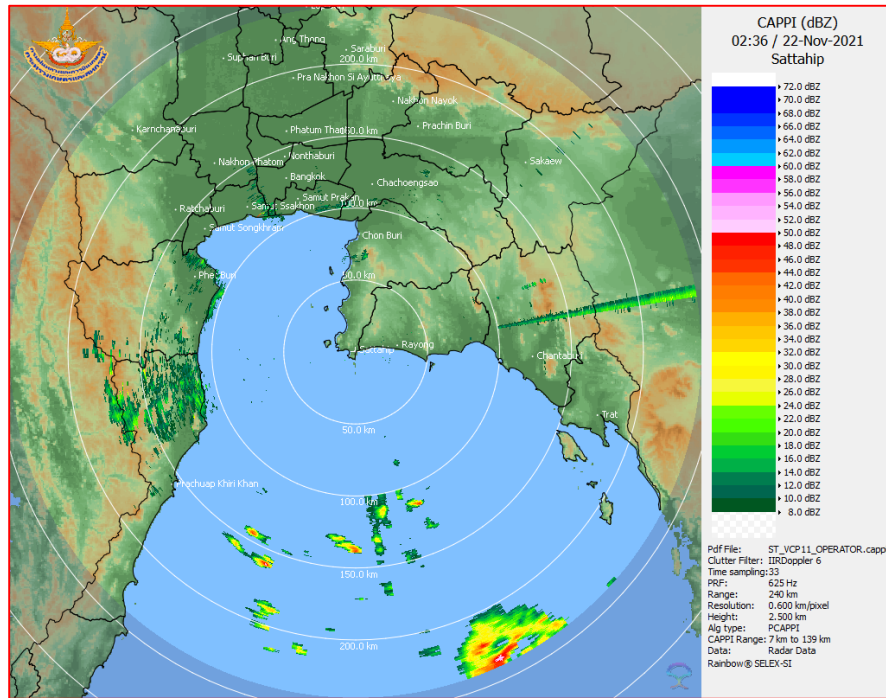 Ang Thong
Saraburi
Suphan Buri
200.0 km
Pra Nakhon Si Ayutthaya
Nakhon Nayok
Karnchanaburi
Phatum Thani
Prachin Buri
Nakhon Phatom
Nonthaburi
Sakaew
Bangkok
Chachoengsao
Samut Prakan
Ratchaburi
Samut Ssakhon
100.0 km
Samut Songkhram
Chon Buri
50.0 km
Rayong
Sattahip
Chantaburi
50.0 km
Trat
Prachuap Khiri Khan
100.0 km
150.0 km
200.0 km
CAPPI (dBZ)
02:36 / 22-Nov-2021
Sattahip
72.0 dBZ
70.0 dBZ
68.0 dBZ
66.0 dBZ
64.0 dBZ
62.0 dBZ
60.0 dBZ
58.0 dBZ
56.0 dBZ
54.0 dBZ
52.0 dBZ
50.0 dBZ
48.0 dBZ
46.0 dBZ
44.0 dBZ
42.0 dBZ
40.0 dBZ
38.0 dBZ
36.0 dBZ
34.0 dBZ
32.0 dBZ
30.0 dBZ
28.0 dBZ
26.0 dBZ
24.0 dBZ
22.0 dBZ
20.0 dBZ
18.0 dBZ
16.0 dBZ
14.0 dBZ
12.0 dBZ
10.0 dBZ
8.0 dBZ
Pdf File: ST_VCP11_OPERATOR.capp
Clutter Filter: IIRDoppler 6
Time sampling:33
PRF: 625 Hz
Range: 240 km
Resolution: 0.600 km/pixel
Height: 2.500 km
Alg type: PCAPPI
CAPPI Range: 7 km to 139 km
Data: Radar Data
Rainbow® SELEX-SI